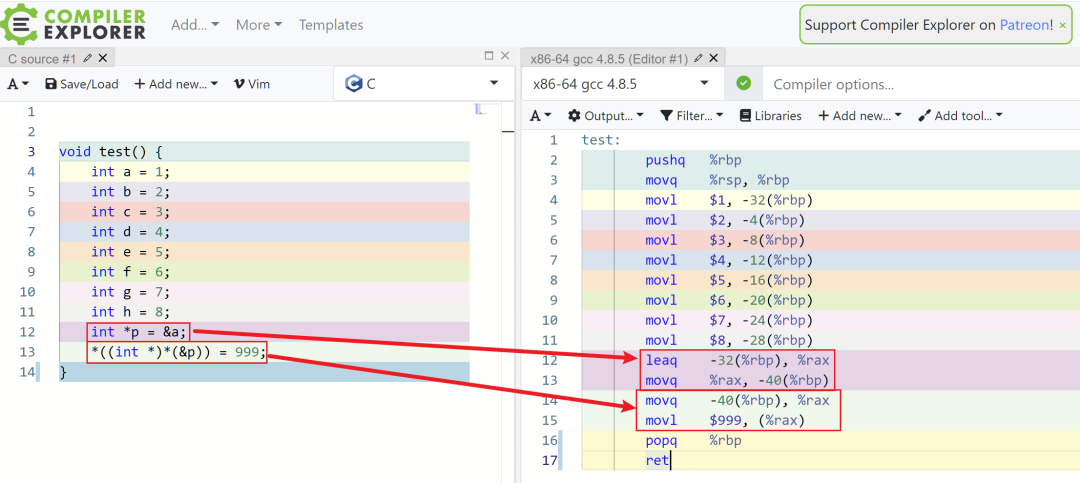 COMPILER EXPLORER Add... More Templates Support Compiler Explorer on Patreon! ×
C source #1 × x86-64 gcc 4.8.5 (Editor #1) ×
A Save/Load + Add new... Vim C
x86-64 gcc 4.8.5 Compiler options...
A Output... Filter... Libraries + Add new... Add tool...
1
2
3 void test() {
4 int a = 1;
5 int b = 2;
6 int c = 3;
7 int d = 4;
8 int e = 5;
9 int f = 6;
10 int g = 7;
11 int h = 8;
12 int *p = &a;
13 *((int *)*(&p)) = 999;
14 }
1 test:
2 pushq %rbp
3 movq %rsp, %rbp
4 movl $1, -32(%rbp)
5 movl $2, -4(%rbp)
6 movl $3, -8(%rbp)
7 movl $4, -12(%rbp)
8 movl $5, -16(%rbp)
9 movl $6, -20(%rbp)
10 movl $7, -24(%rbp)
11 movl $8, -28(%rbp)
12 leaq -32(%rbp), %rax
13 movq %rax, -40(%rbp)
14 movq -40(%rbp), %rax
15 movl $999, (%rax)
16 popq %rbp
17 ret